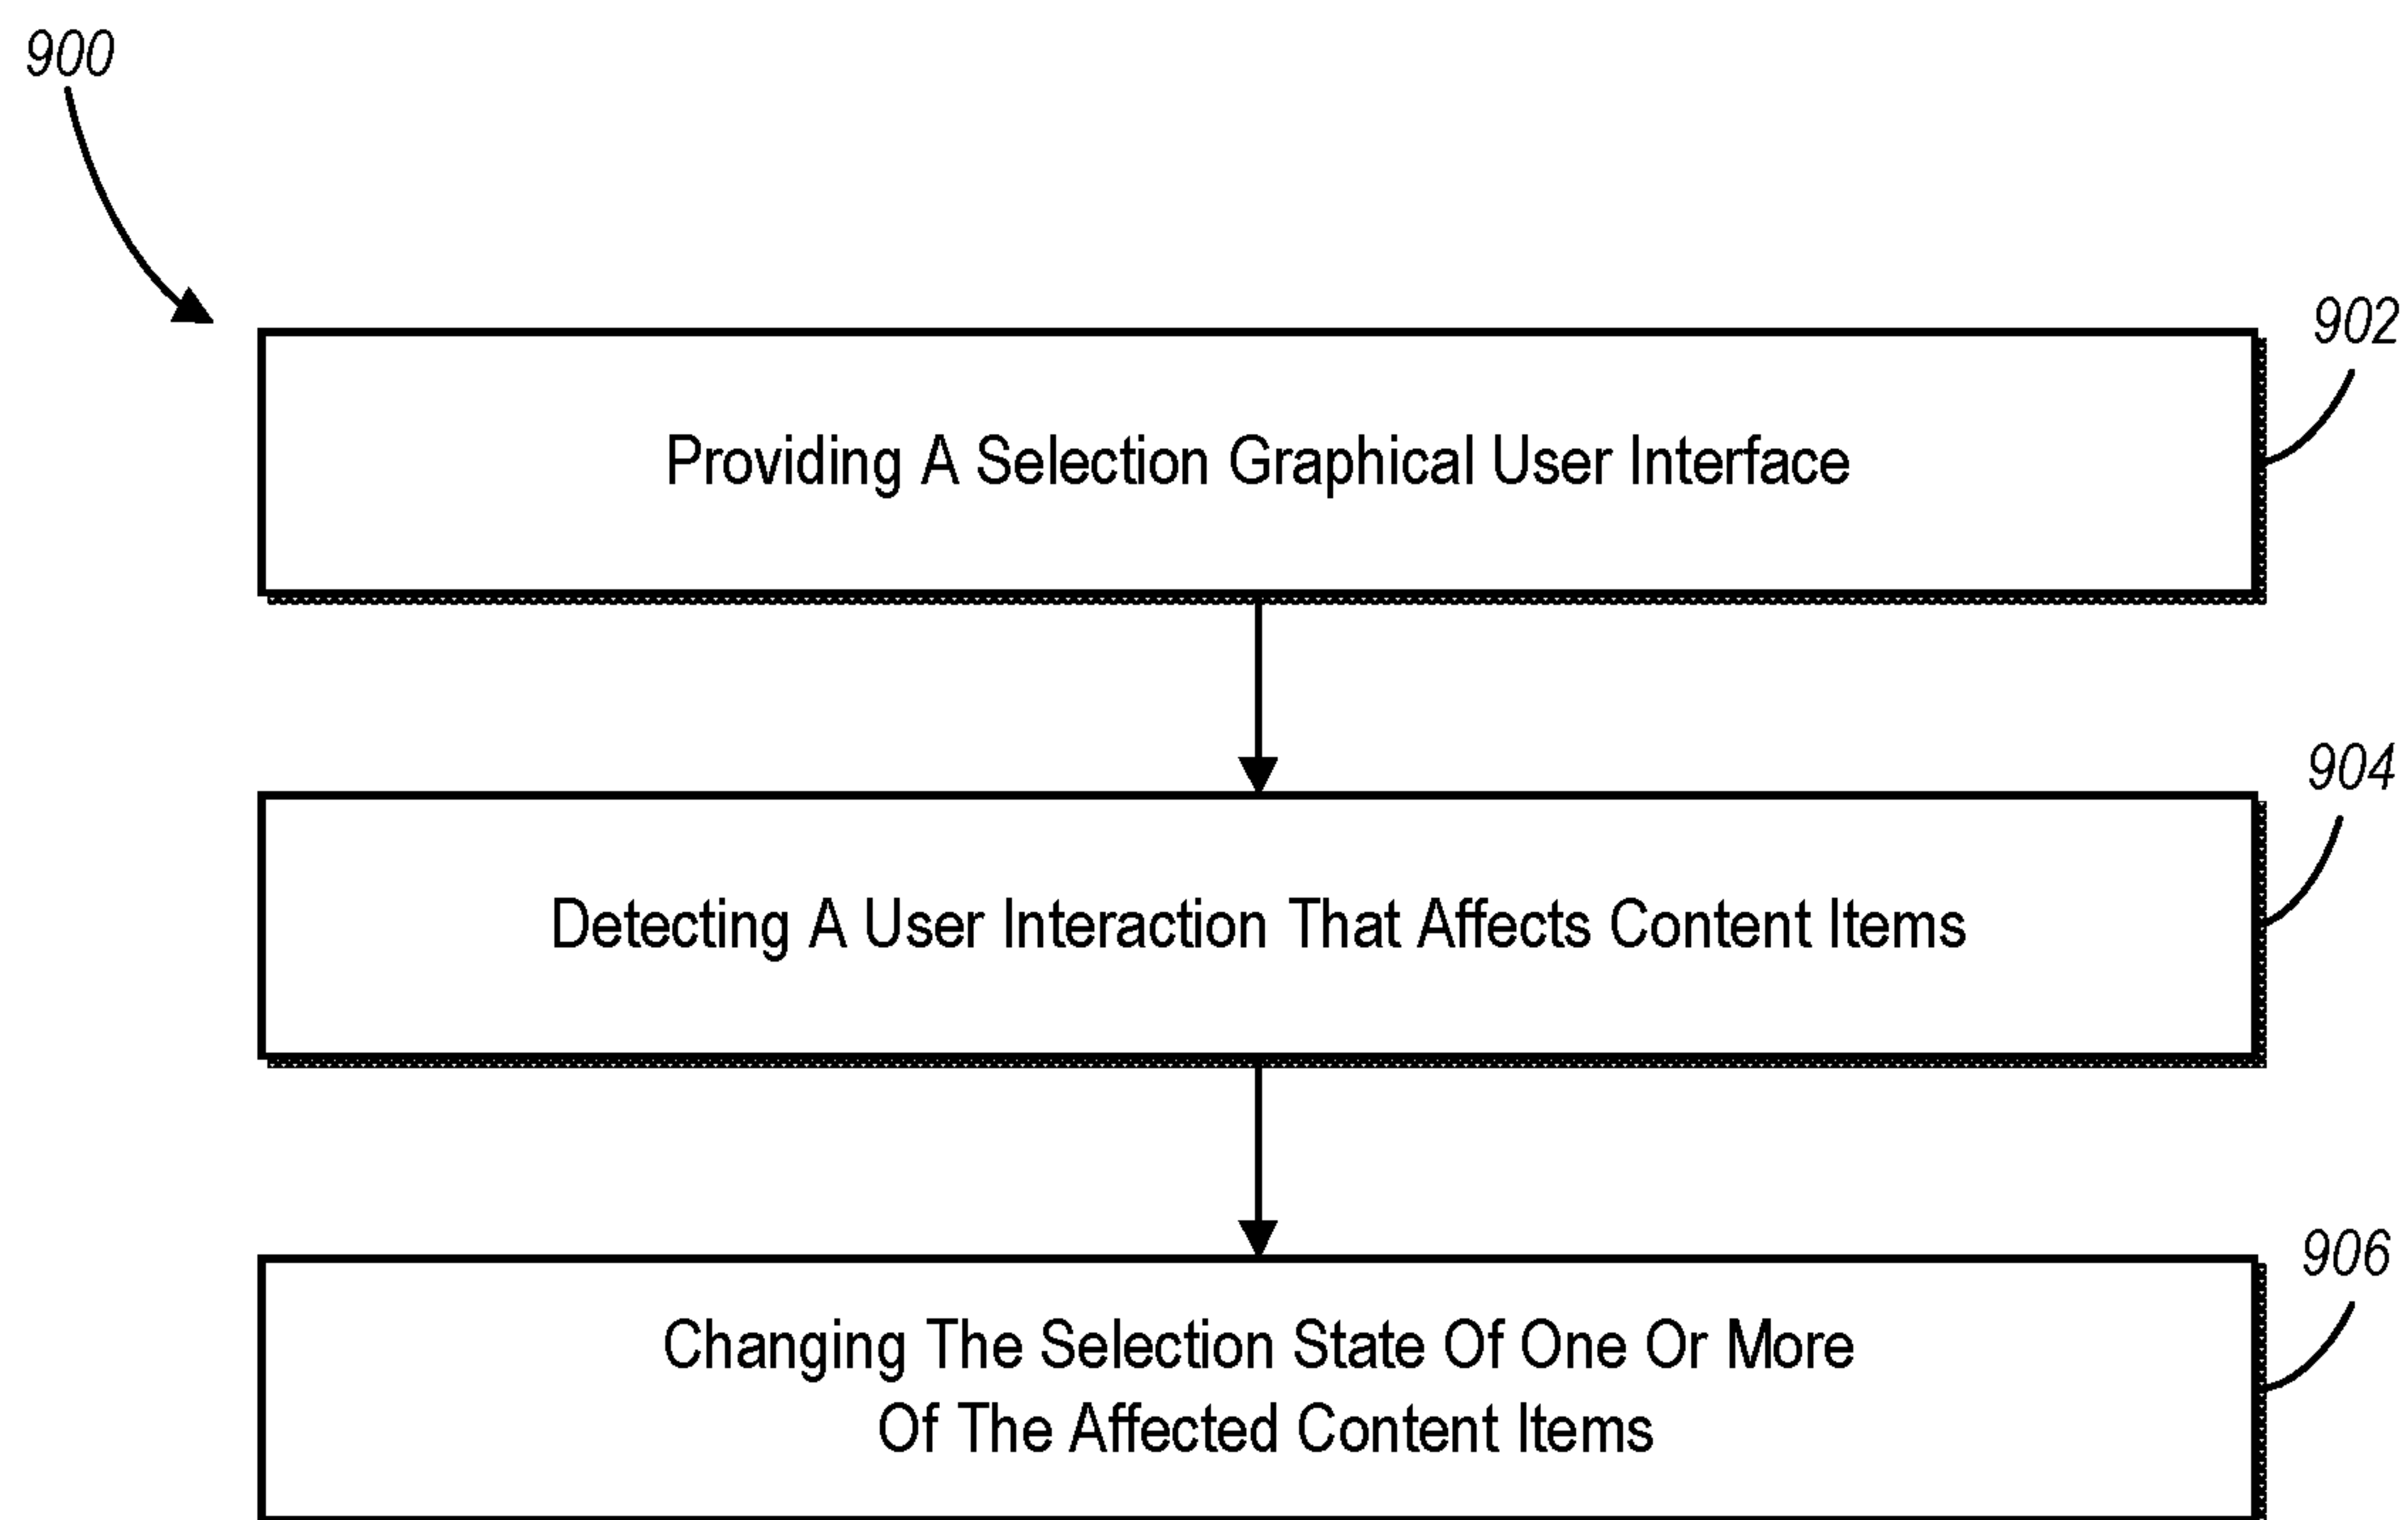 900
902
Providing A Selection Graphical User Interface
904
Detecting A User Interaction That Affects Content Items
906
Changing The Selection State Of One Or More
Of The Affected Content Items